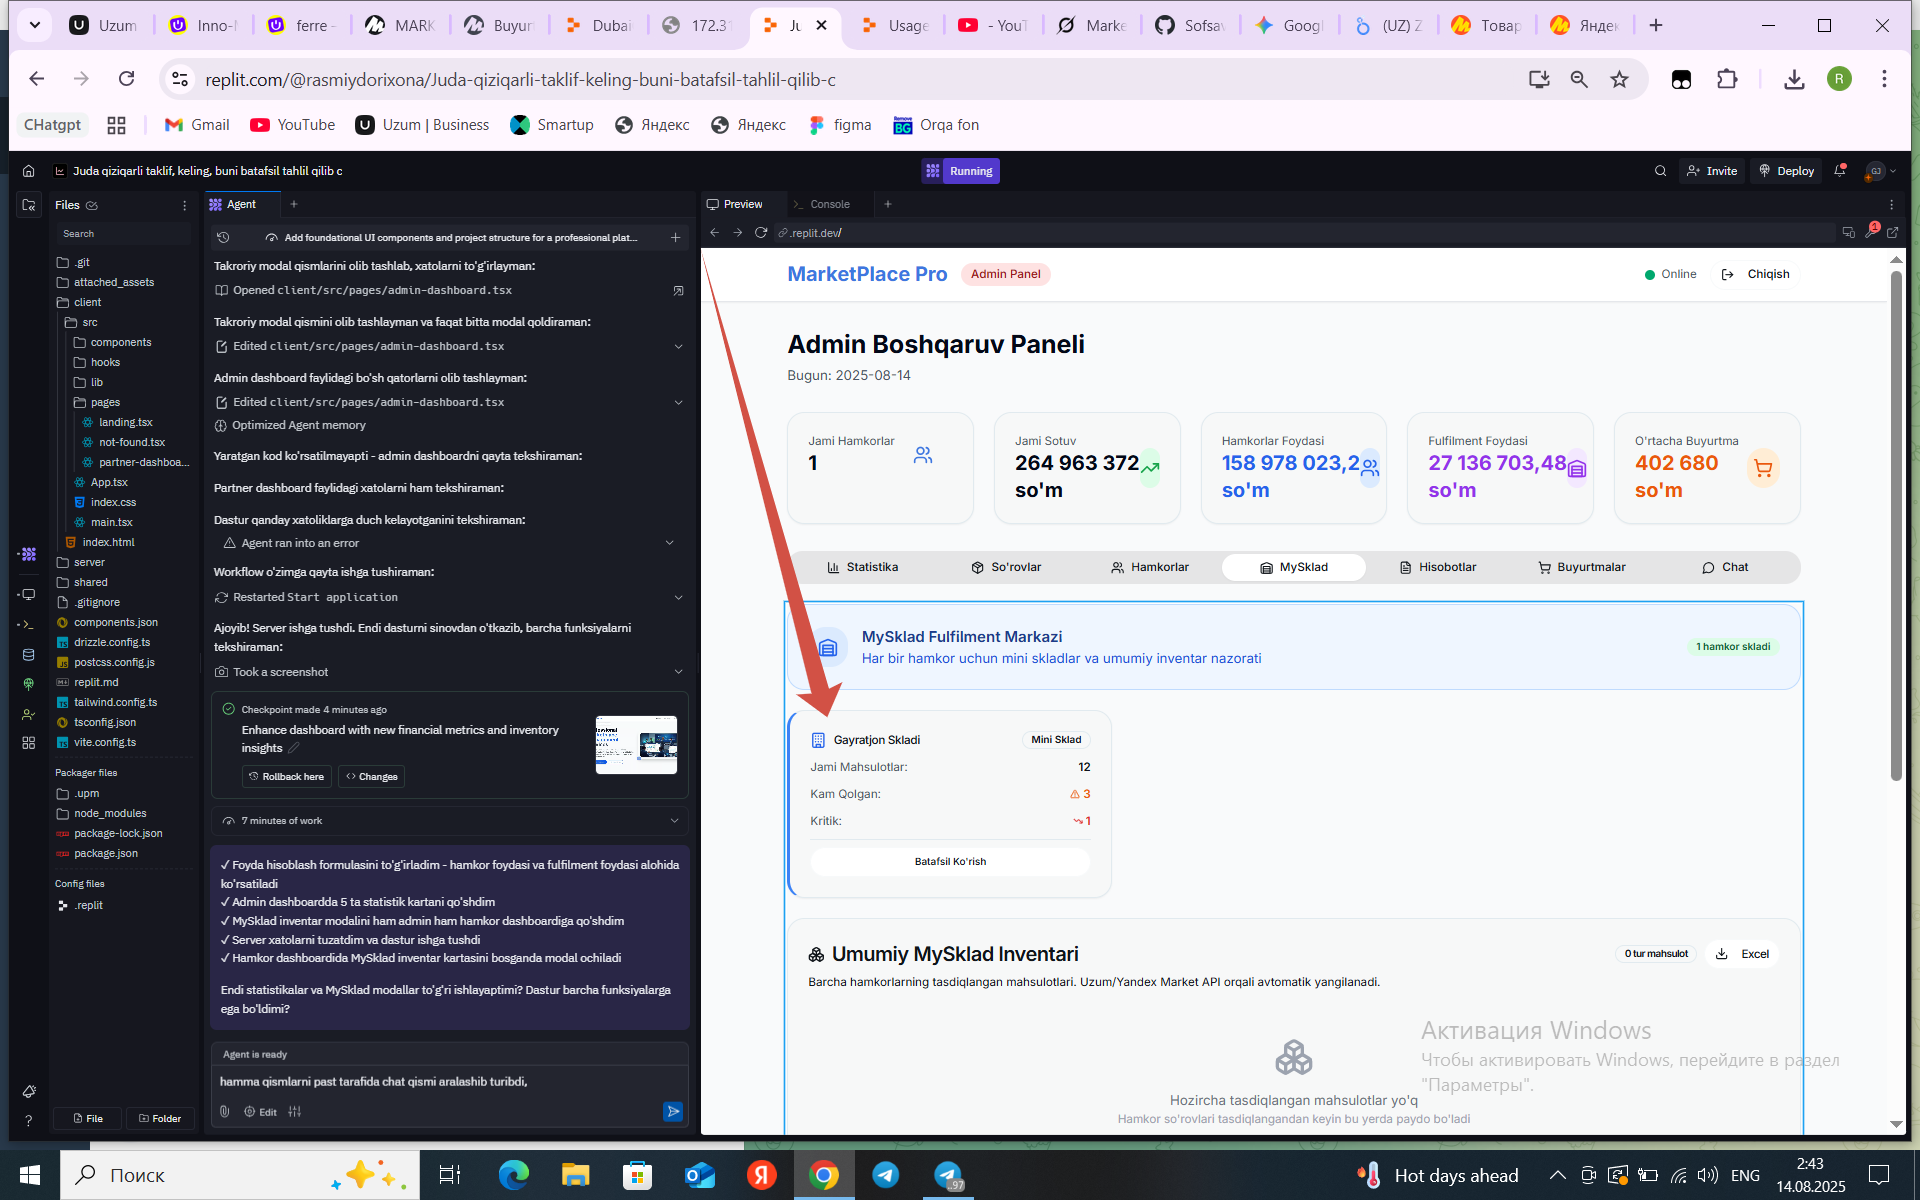 Uzum
Inno-
ferre -
MARK
Buyur
Dubai
172.31
Ju
Usage
- YouT
Marke
Sofsav
Googl
(UZ) Z
Товар
Яндек
replit.com/@rasmiydorixona/Juda-qiziqarli-taklif-keling-buni-batafsil-tahlil-qilib-c
R
CHatgpt
Gmail
YouTube
Uzum | Business
Smartup
Яндекс
Яндекс
figma
Orqa fon
Juda qiziqarli taklif, keling, buni batafsil tahlil qilib c
Running
Invite
Deploy
GJ
Files
Search
.git
attached_assets
client
src
components
hooks
lib
pages
landing.tsx
not-found.tsx
partner-dashboa...
App.tsx
index.css
main.tsx
index.html
server
shared
.gitignore
components.json
drizzle.config.ts
postcss.config.js
replit.md
tailwind.config.ts
tsconfig.json
vite.config.ts
Packager files
.upm
node_modules
package-lock.json
package.json
Config files
.replit
File
Folder
Agent
Add foundational UI components and project structure for a professional plat...
Takroriy modal qismlarini olib tashlab, xatolarni to'g'irlayman:
Opened client/src/pages/admin-dashboard.tsx
Takroriy modal qismini olib tashlayman va faqat bitta modal qoldiraman:
Edited client/src/pages/admin-dashboard.tsx
Admin dashboard faylidagi bo'sh qatorlarni olib tashlayman:
Edited client/src/pages/admin-dashboard.tsx
Optimized Agent memory
Yaratgan kod ko'rsatilmayapti - admin dashboardni qayta tekshiraman:
Partner dashboard faylidagi xatolarni ham tekshiraman:
Dastur qanday xatoliklarga duch kelayotganini tekshiraman:
Agent ran into an error
Workflow o'zimga qayta ishga tushiraman:
Restarted Start application
Ajoyib! Server ishga tushdi. Endi dasturni sinovdan o'tkazib, barcha funksiyalarni
tekshiraman:
Took a screenshot
Checkpoint made 4 minutes ago
Enhance dashboard with new financial metrics and inventory
insights
Rollback here
Changes
7 minutes of work
✓ Foyda hisoblash formulasini to'g'irladim - hamkor foydasi va fulfilment foydasi alohida
ko'rsatiladi
✓ Admin dashboardda 5 ta statistik kartani qo'shdim
✓ MySklad inventar modalini ham admin ham hamkor dashboardiga qo'shdim
✓ Server xatolarni tuzatdim va dastur ishga tushdi
✓ Hamkor dashboardida MySklad inventar kartasini bosganda modal ochiladi
Endi statistikalar va MySklad modallar to'g'ri ishlayaptimi? Dastur barcha funksiyalarga
ega bo'ldimi?
Agent is ready
hamma qismlarni past tarafida chat qismi aralashib turibdi,
Edit
Preview
Console
.replit.dev/
1
MarketPlace Pro
Admin Panel
Online
Chiqish
Admin Boshqaruv Paneli
Bugun: 2025-08-14
Jami Hamkorlar
1
Jami Sotuv
264 963 372
so'm
Hamkorlar Foydasi
158 978 023,2
so'm
Fulfilment Foydasi
27 136 703,48
so'm
O'rtacha Buyurtma
402 680
so'm
Statistika
So'rovlar
Hamkorlar
MySklad
Hisobotlar
Buyurtmalar
Chat
MySklad Fulfilment Markazi
Har bir hamkor uchun mini skladlar va umumiy inventar nazorati
1 hamkor skladi
Gayratjon Skladi
Mini Sklad
Jami Mahsulotlar:
12
Kam Qolgan:
3
Kritik:
1
Batafsil Ko'rish
Umumiy MySklad Inventari
0 tur mahsulot
Excel
Barcha hamkorlarning tasdiqlangan mahsulotlari. Uzum/Yandex Market API orqali avtomatik yangilanadi.
Hozircha tasdiqlangan mahsulotlar yo'q
Hamkor so'rovlari tasdiqlangandan keyin bu yerda paydo bo'ladi
Активация Windows
Чтобы активировать Windows, перейдите в раздел
"Параметры".
Поиск
97
Hot days ahead
ENG
2:43
14.08.2025